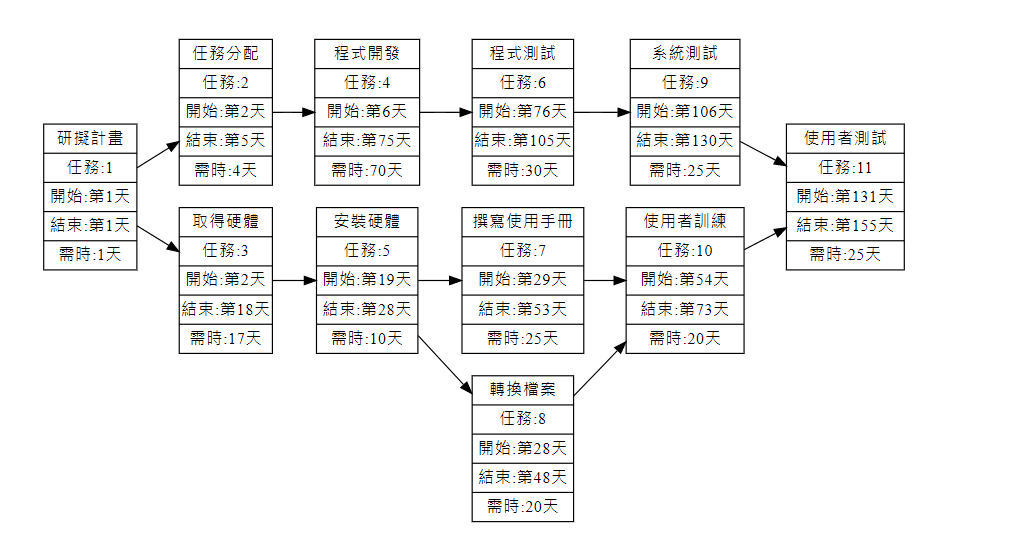 研擬計畫
任務:1
開始:第1天
結束:第1天
需時:1天
任務分配
任務:2
開始:第2天
結束:第5天
需時:4天
程式開發
任務:4
開始:第6天
結束:第75天
需時:70天
程式測試
任務:6
開始:第76天
結束:第105天
需時:30天
系統測試
任務:9
開始:第106天
結束:第130天
需時:25天
取得硬體
任務:3
開始:第2天
結束:第18天
需時:17天
安裝硬體
任務:5
開始:第19天
結束:第28天
需時:10天
撰寫使用手冊
任務:7
開始:第29天
結束:第53天
需時:25天
使用者訓練
任務:10
開始:第54天
結束:第73天
需時:20天
轉換檔案
任務:8
開始:第28天
結束:第48天
需時:20天
使用者測試
任務:11
開始:第131天
結束:第155天
需時:25天